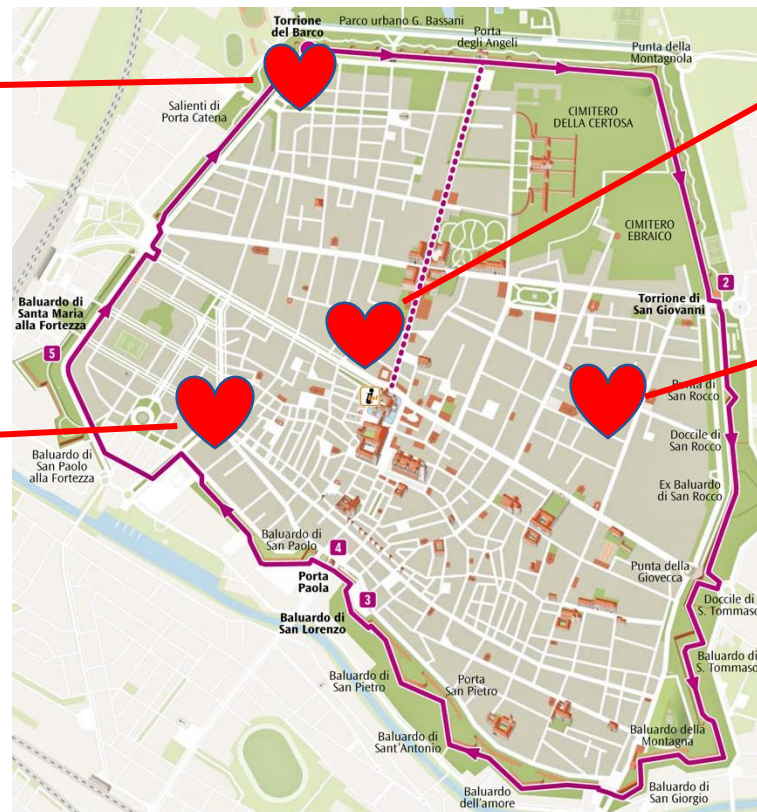 Torrione
del Barco
Parco urbano G. Bassani
Porta
degli Angeli
Punta della
Montagnola
Salienti di
Porta Catena
CIMITERO
DELLA CERTOSA
CIMITERO
EBRAICO
2
Torrione di
San Giovanni
Baluardo di
Santa Maria
alla Fortezza
5
i
di
San Rocco
Doccile di
San Rocco
Ex Baluardo
di San Rocco
Baluardo di
San Paolo
alla Fortezza
Baluardo di
San Paolo
4
Porta
Paola
3
Baluardo di
San Lorenzo
Punta della
Giovecca
Doccile di
S. Tommaso
Baluardo di
S. Tommaso
Baluardo di
San Pietro
Porta
San Pietro
Baluardo della
Montagna
Baluardo di
Sant'Antonio
Baluardo
dell'amore
Baluardo di
San Giorgio